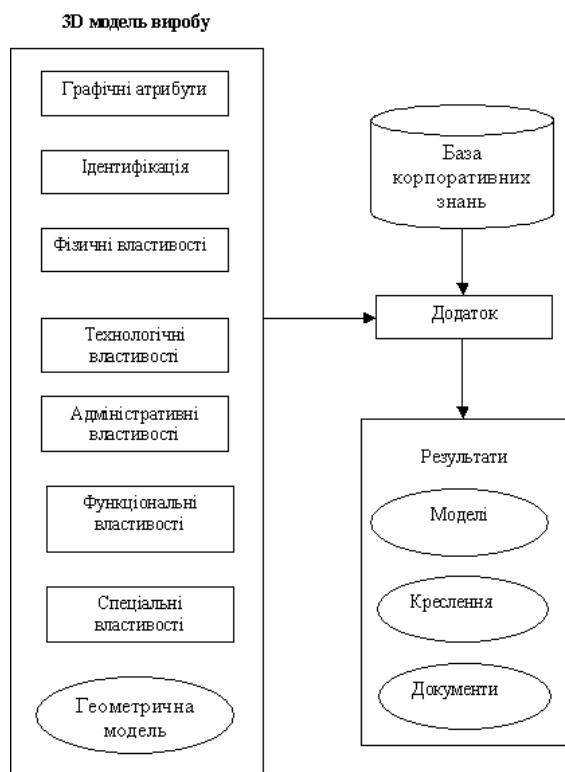 3D модель виробу
Графічні атрибути
Ідентифікація
Фізичні властивості
Технологічні
властивості
Адміністративні
властивості
Функціональні
властивості
Спеціальні
властивості
Геометрична
модель
База
корпоративних
знань
Додаток
Результати
Моделі
Креслення
Документи